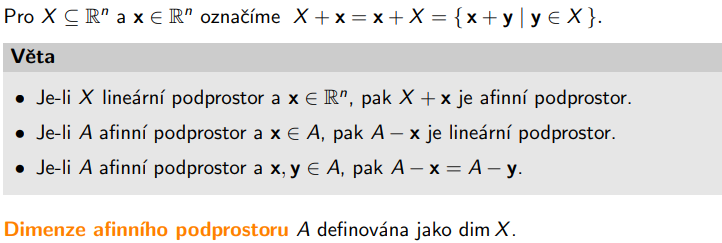 Pro X ⊆ ℝⁿ a x ∈ ℝⁿ označíme X + x = x + X = { x + y | y ∈ X }.
Věta
• Je-li X lineární podprostor a x ∈ ℝⁿ, pak X + x je afinní podprostor.
• Je-li A afinní podprostor a x ∈ A, pak A − x je lineární podprostor.
• Je-li A afinní podprostor a x, y ∈ A, pak A − x = A − y.
Dimenze afinního podprostoru A definována jako dim X.